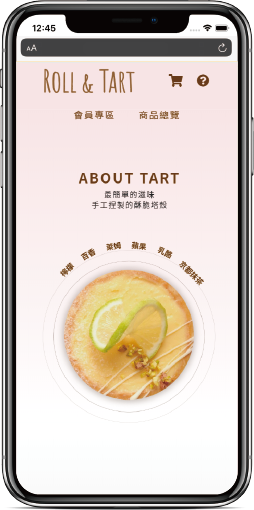 12:45
AA
ROLL & TART
?
會員專區 商品總覽
ABOUT TART
最簡單的滋味
手工捏製的酥脆塔殼
檸檬 百香 萊姆 蘋果 乳酪 京都抹茶